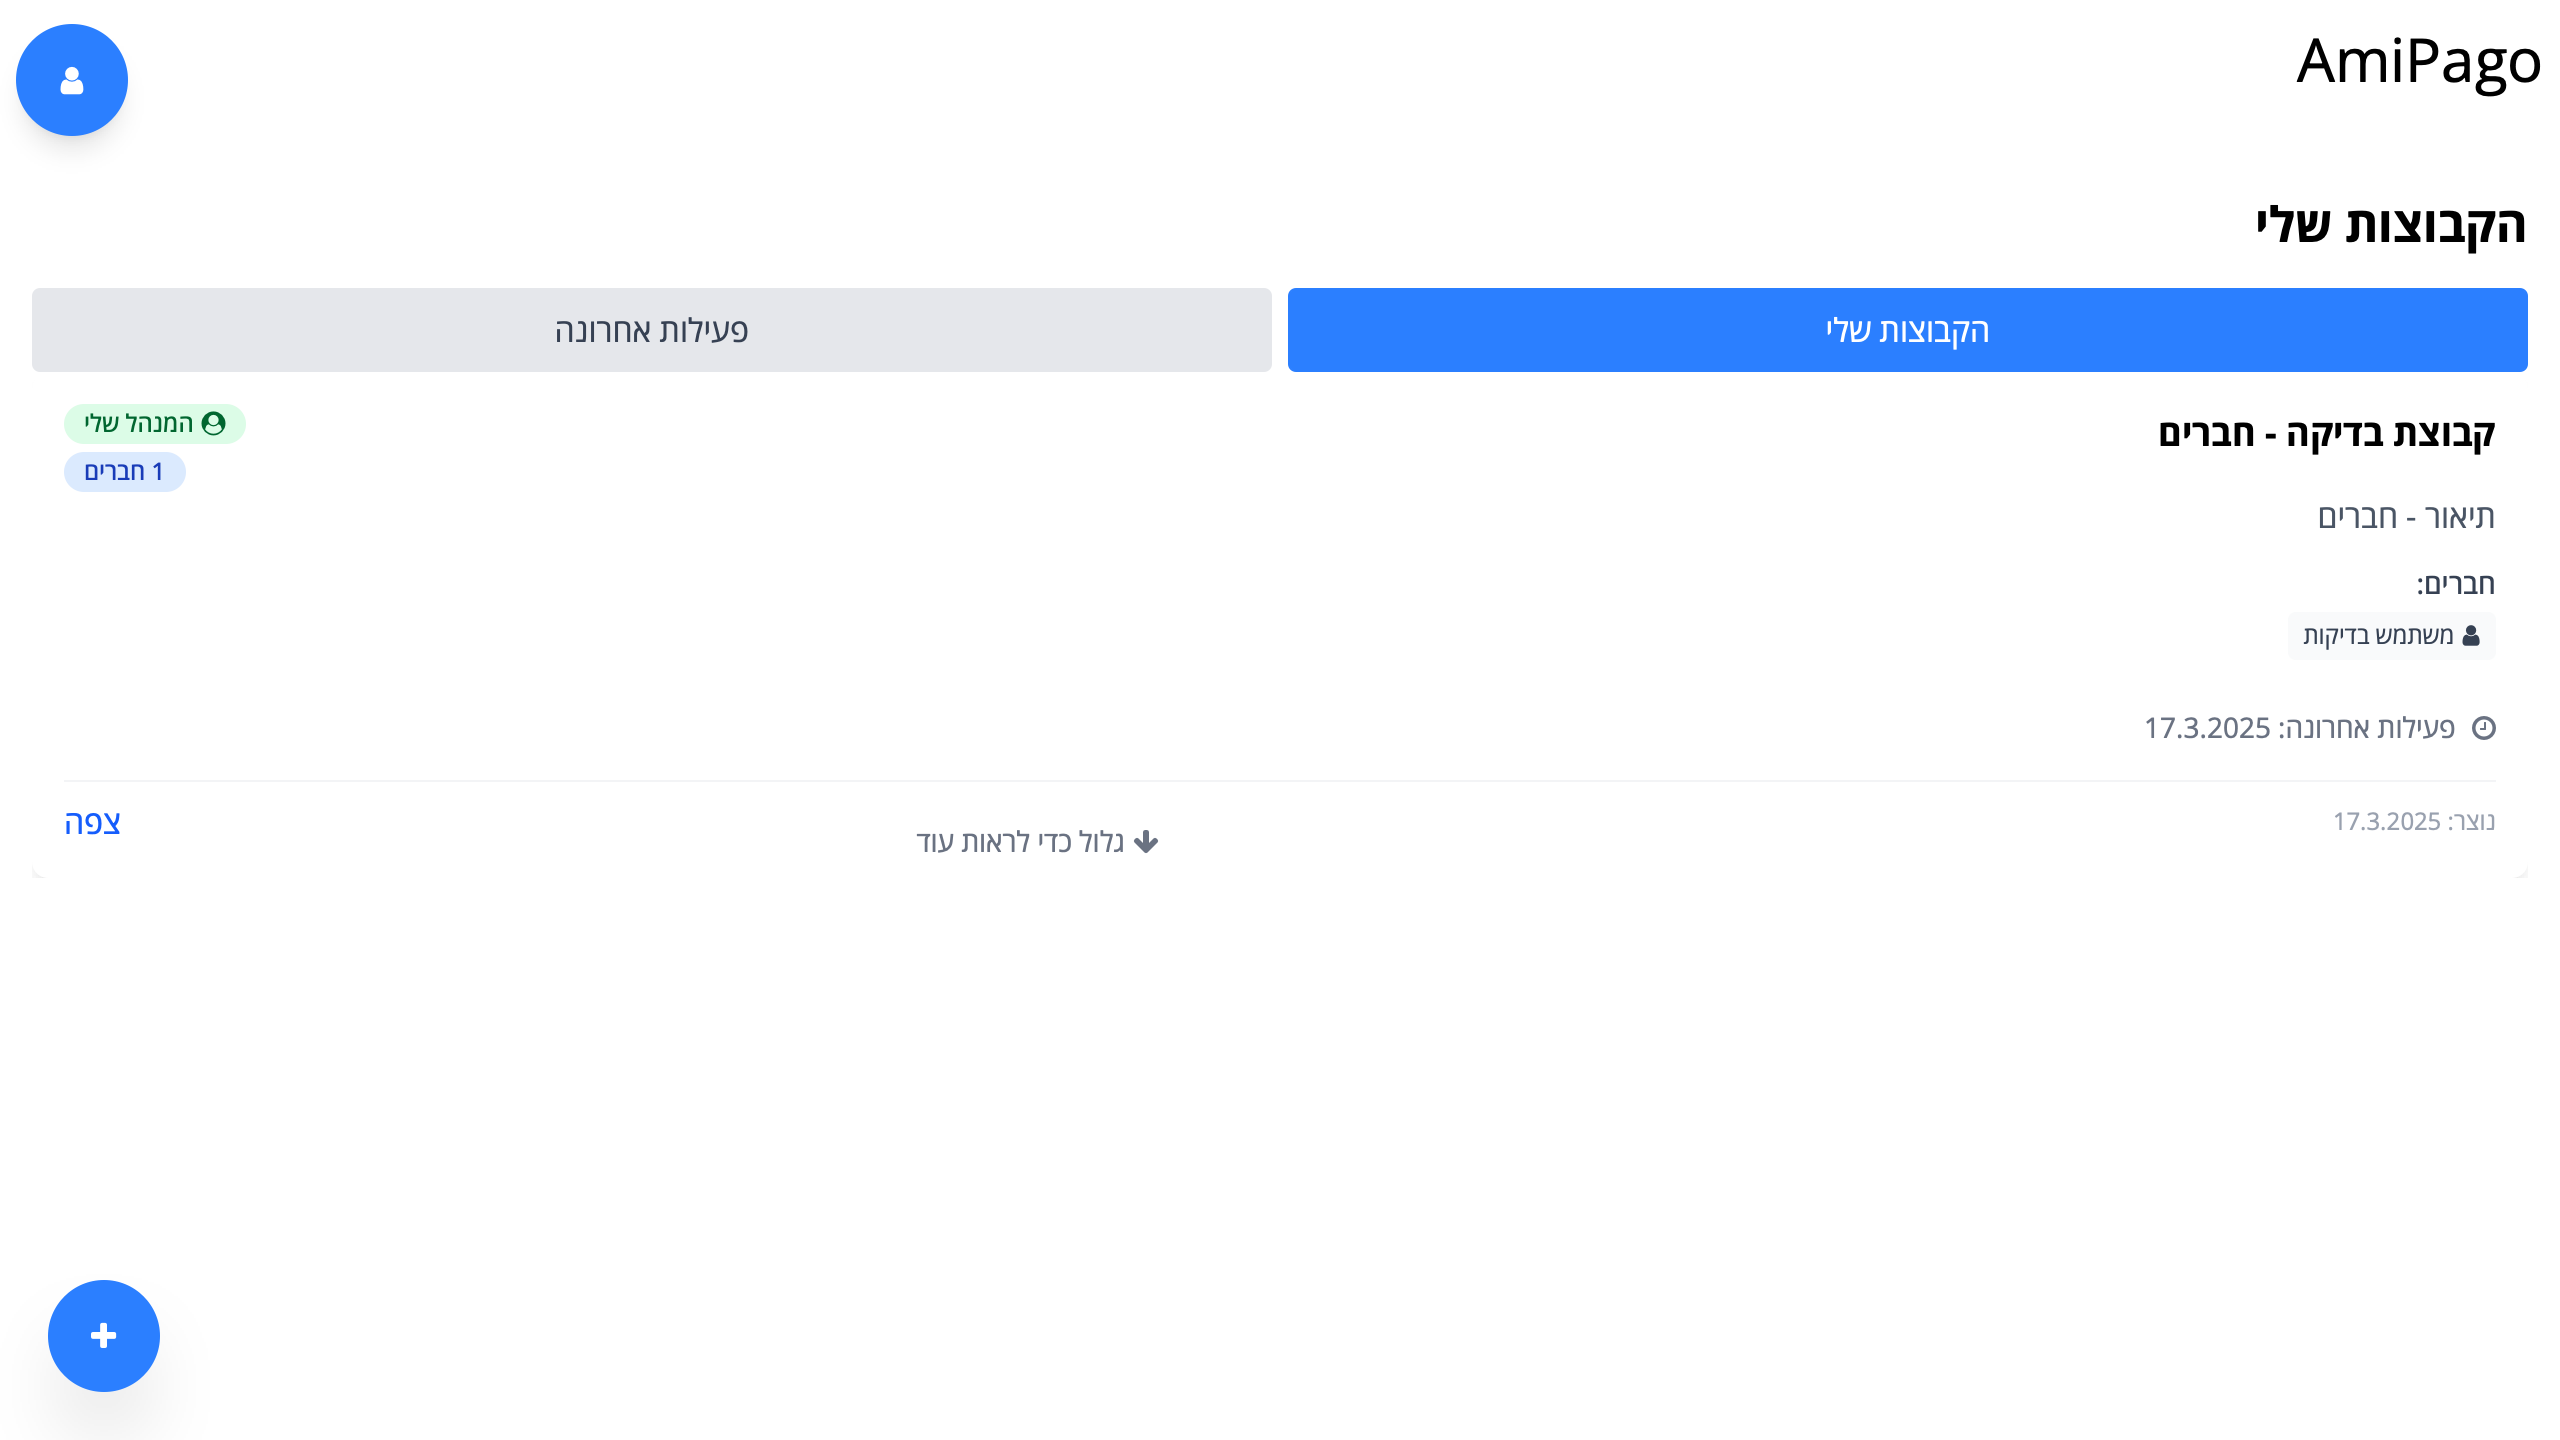 AmiPago
הקבוצות שלי
הקבוצות שלי
פעילות אחרונה
קבוצת בדיקה - חברים
המנהל שלי
1 חברים
תיאור - חברים
חברים:
משתמש בדיקות
פעילות אחרונה: 17.3.2025
נוצר: 17.3.2025
גלול כדי לראות עוד
צפה